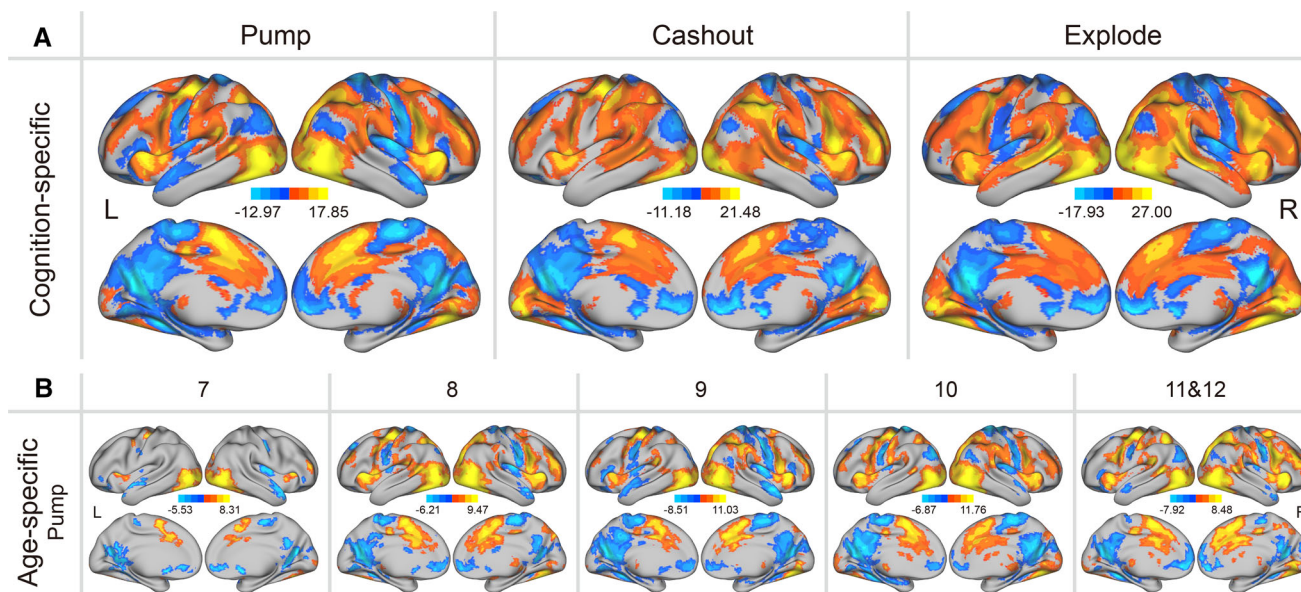 A
Pump
Cashout
Explode
Cognition-specific
L
-12.97 17.85
-11.18 21.48
-17.93 27.00
R
B
7
8
9
10
11&12
Age-specific
Pump
L
-5.53 8.31
-6.21 9.47
-8.51 11.03
-6.87 11.76
-7.92 8.48